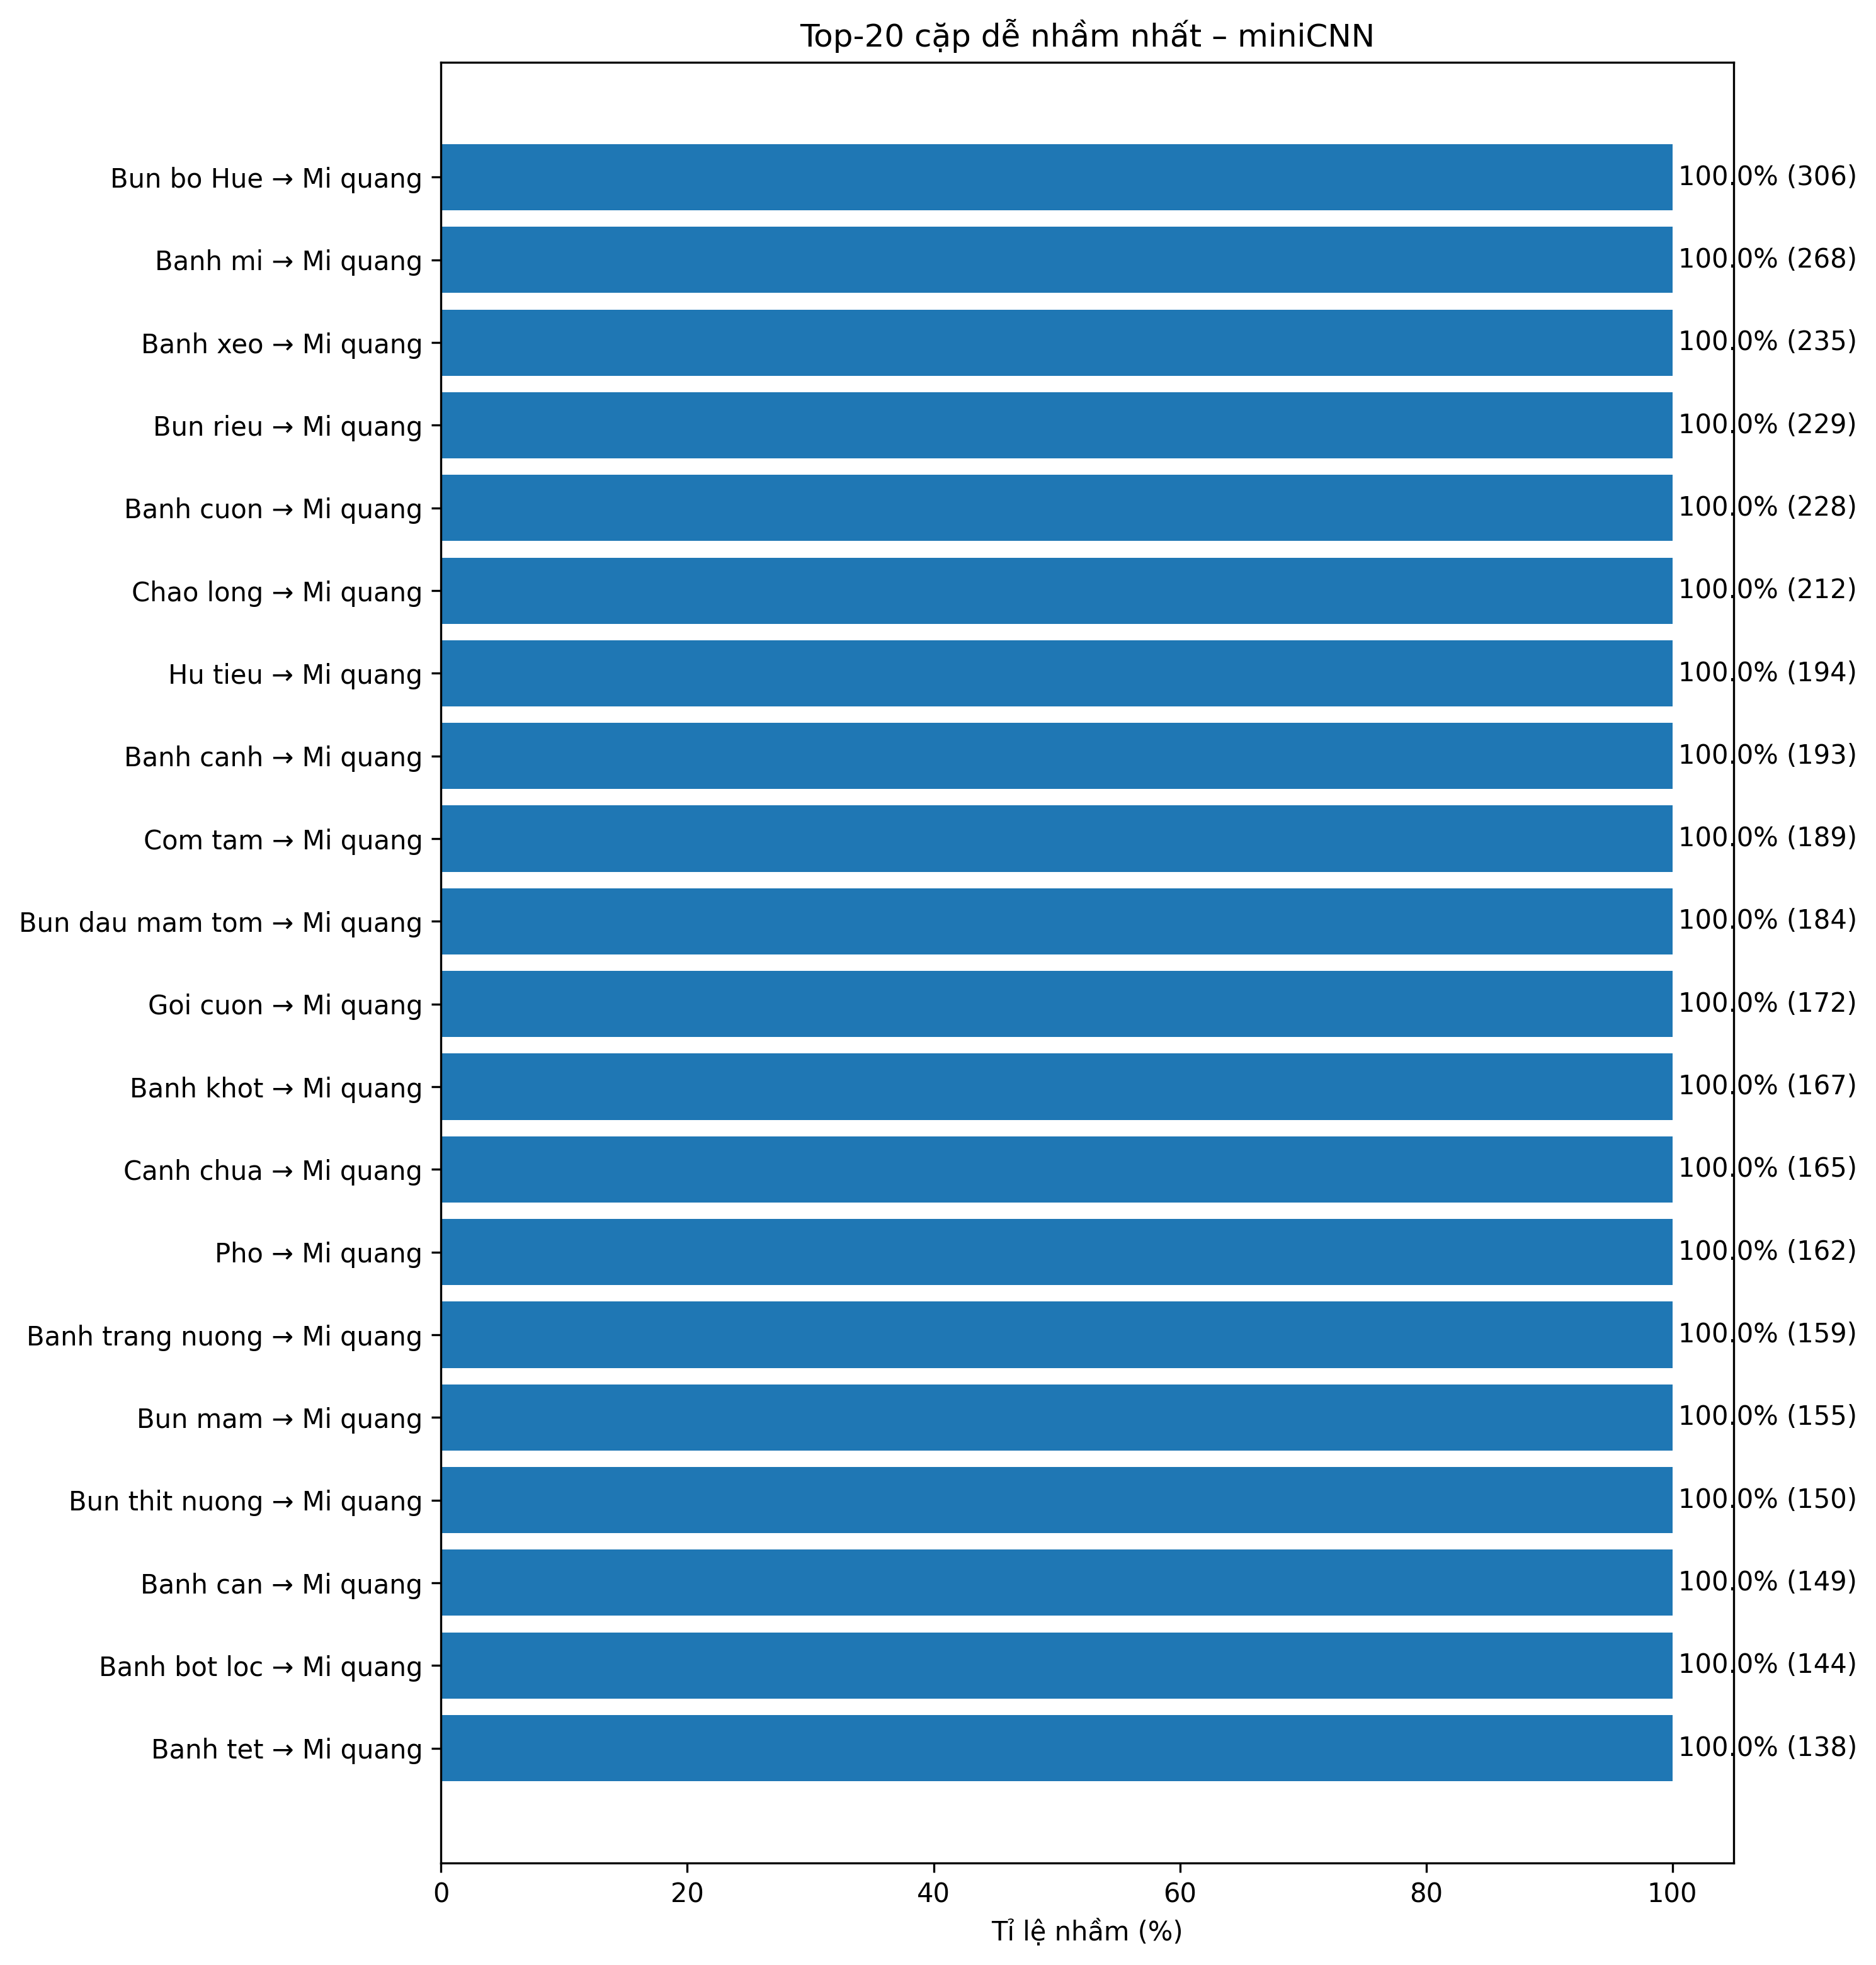 Top-20 cặp dễ nhầm nhất – miniCNN
Bun bo Hue → Mi quang 100.0% (306)
Banh mi → Mi quang 100.0% (268)
Banh xeo → Mi quang 100.0% (235)
Bun rieu → Mi quang 100.0% (229)
Banh cuon → Mi quang 100.0% (228)
Chao long → Mi quang 100.0% (212)
Hu tieu → Mi quang 100.0% (194)
Banh canh → Mi quang 100.0% (193)
Com tam → Mi quang 100.0% (189)
Bun dau mam tom → Mi quang 100.0% (184)
Goi cuon → Mi quang 100.0% (172)
Banh khot → Mi quang 100.0% (167)
Canh chua → Mi quang 100.0% (165)
Pho → Mi quang 100.0% (162)
Banh trang nuong → Mi quang 100.0% (159)
Bun mam → Mi quang 100.0% (155)
Bun thit nuong → Mi quang 100.0% (150)
Banh can → Mi quang 100.0% (149)
Banh bot loc → Mi quang 100.0% (144)
Banh tet → Mi quang 100.0% (138)
0 20 40 60 80 100
Tỉ lệ nhầm (%)